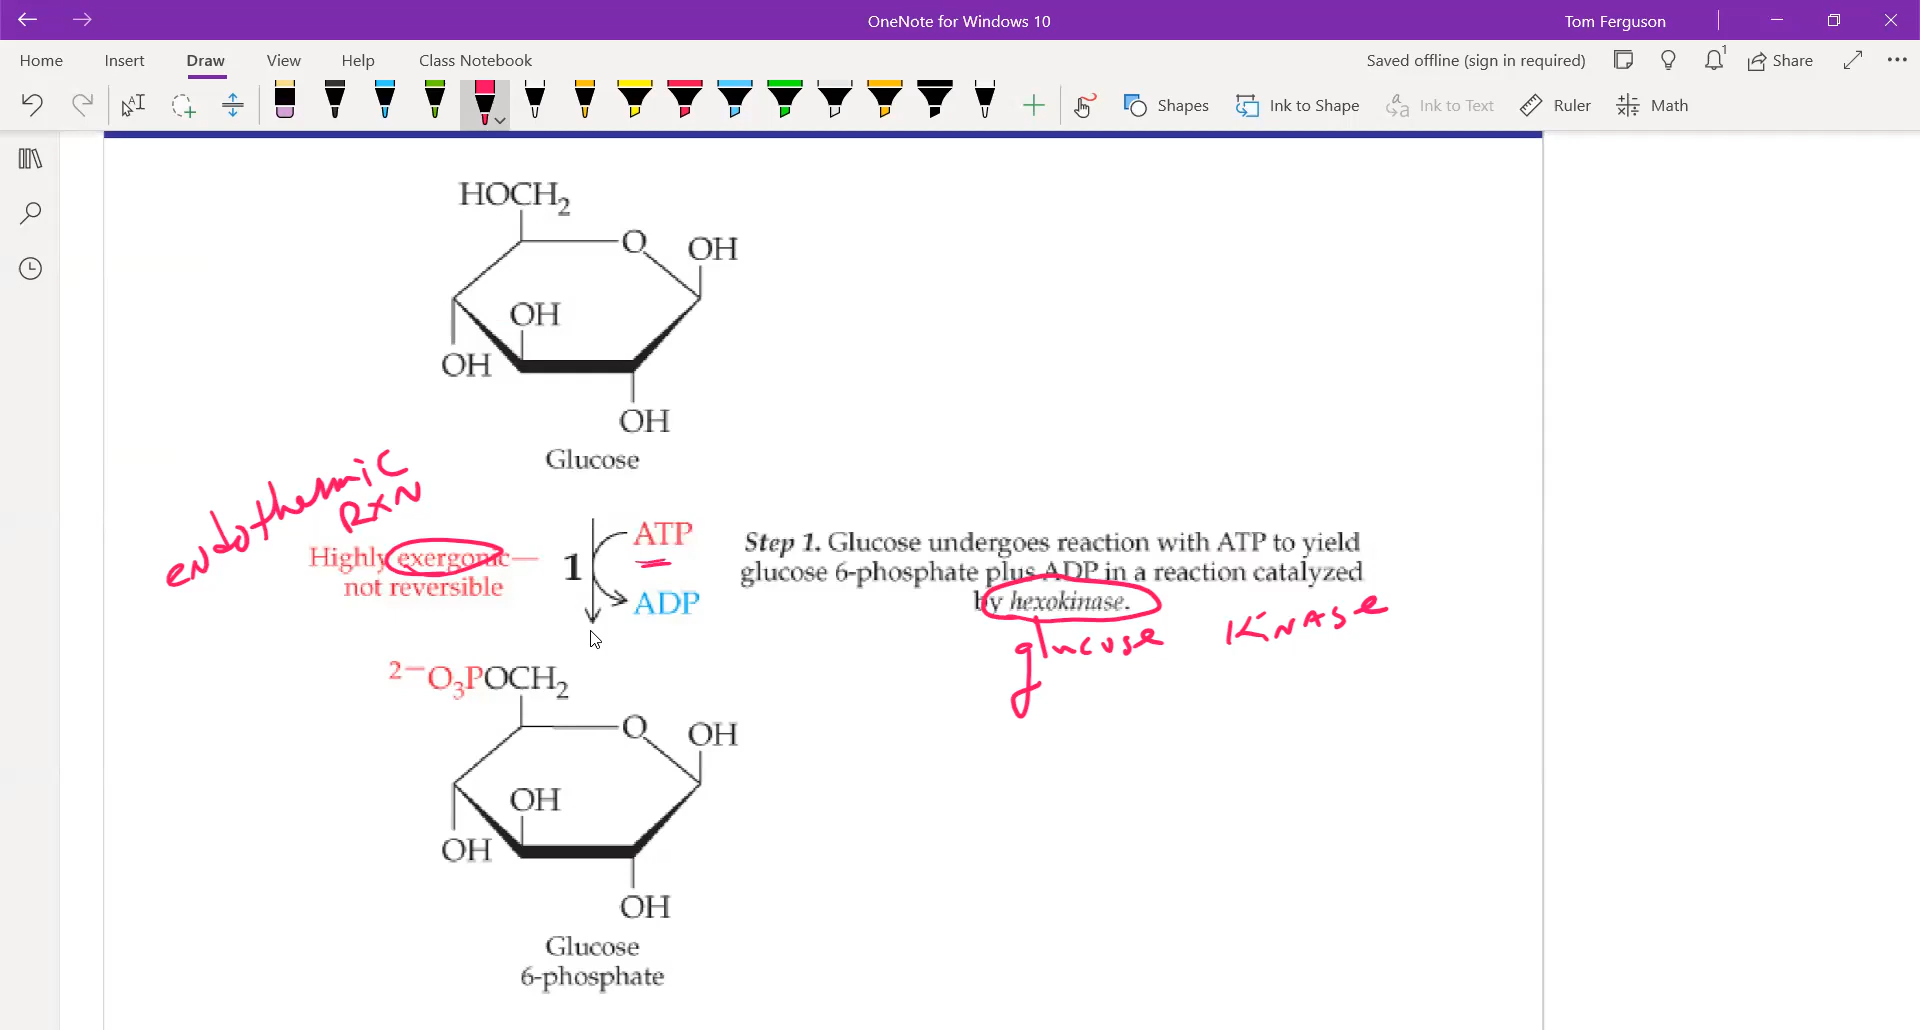 OneNote for Windows 10
Tom Ferguson
Home Insert Draw View Help Class Notebook
Saved offline (sign in required)
1
Share
Shapes
Ink to Shape
Ink to Text
Ruler
Math
HOCH₂
O OH
OH
OH
OH
Glucose
endothermic
RXN
Highly exergonic—
not reversible
1
ATP
ADP
Step 1. Glucose undergoes reaction with ATP to yield
glucose 6-phosphate plus ADP in a reaction catalyzed
by hexokinase.
glucose KiNASe
²⁻O₃POCH₂
O OH
OH
OH
OH
Glucose
6-phosphate